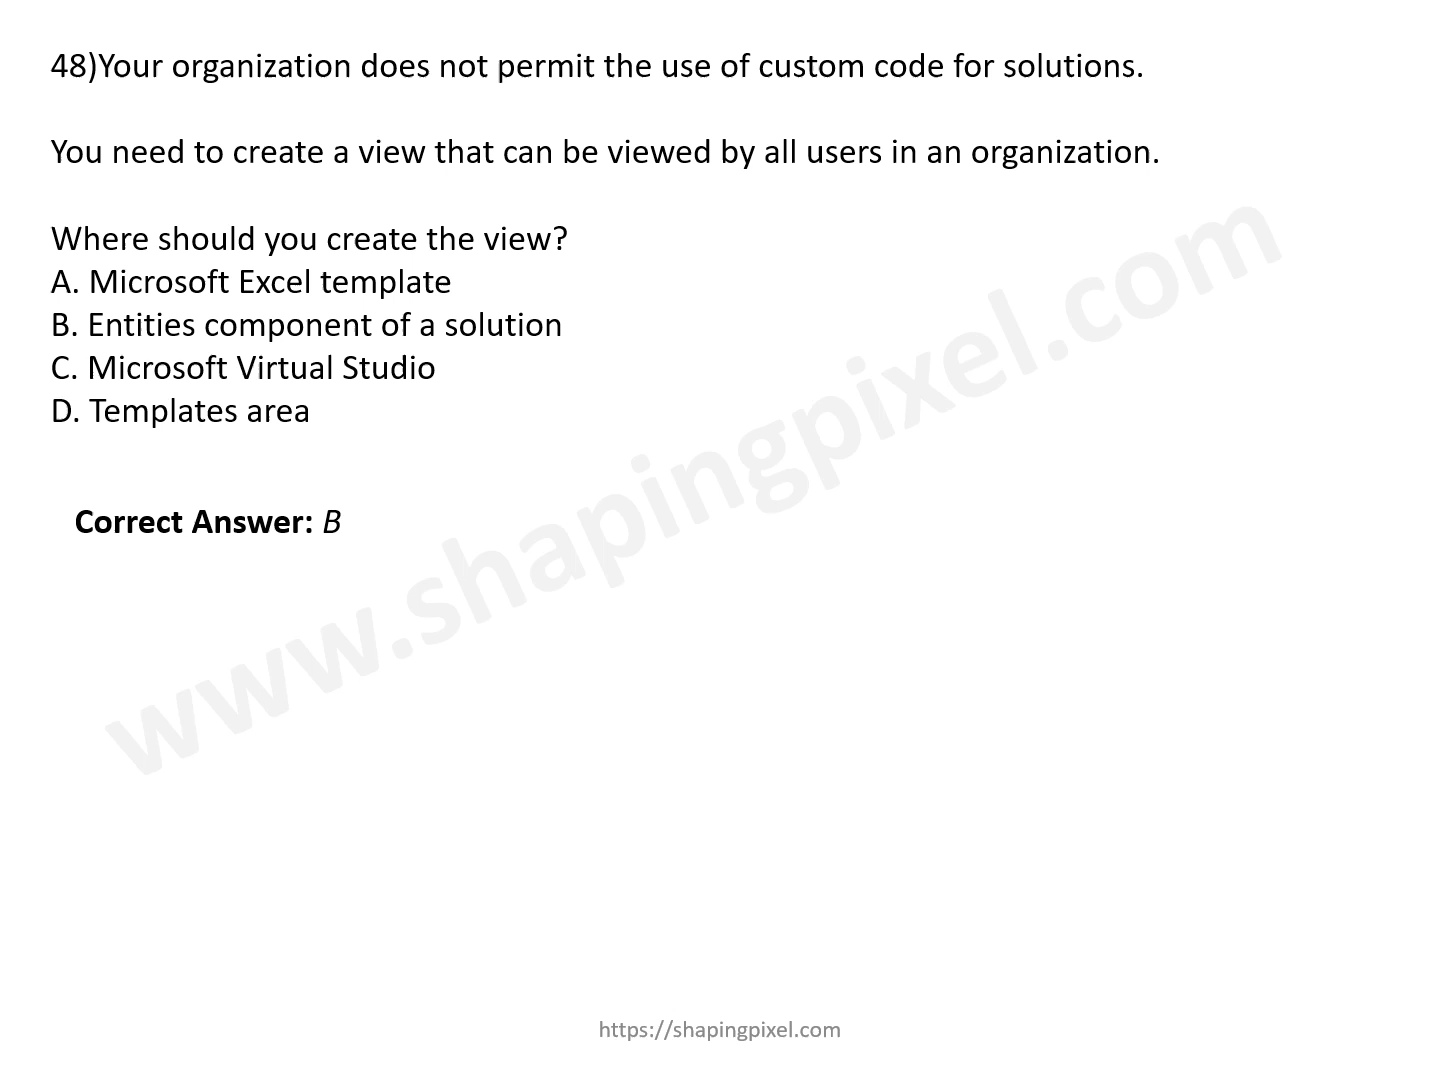 48)Your organization does not permit the use of custom code for solutions.
You need to create a view that can be viewed by all users in an organization.
Where should you create the view?
A. Microsoft Excel template
B. Entities component of a solution
C. Microsoft Virtual Studio
D. Templates area
Correct Answer: B
www.shapingpixel.com
https://shapingpixel.com